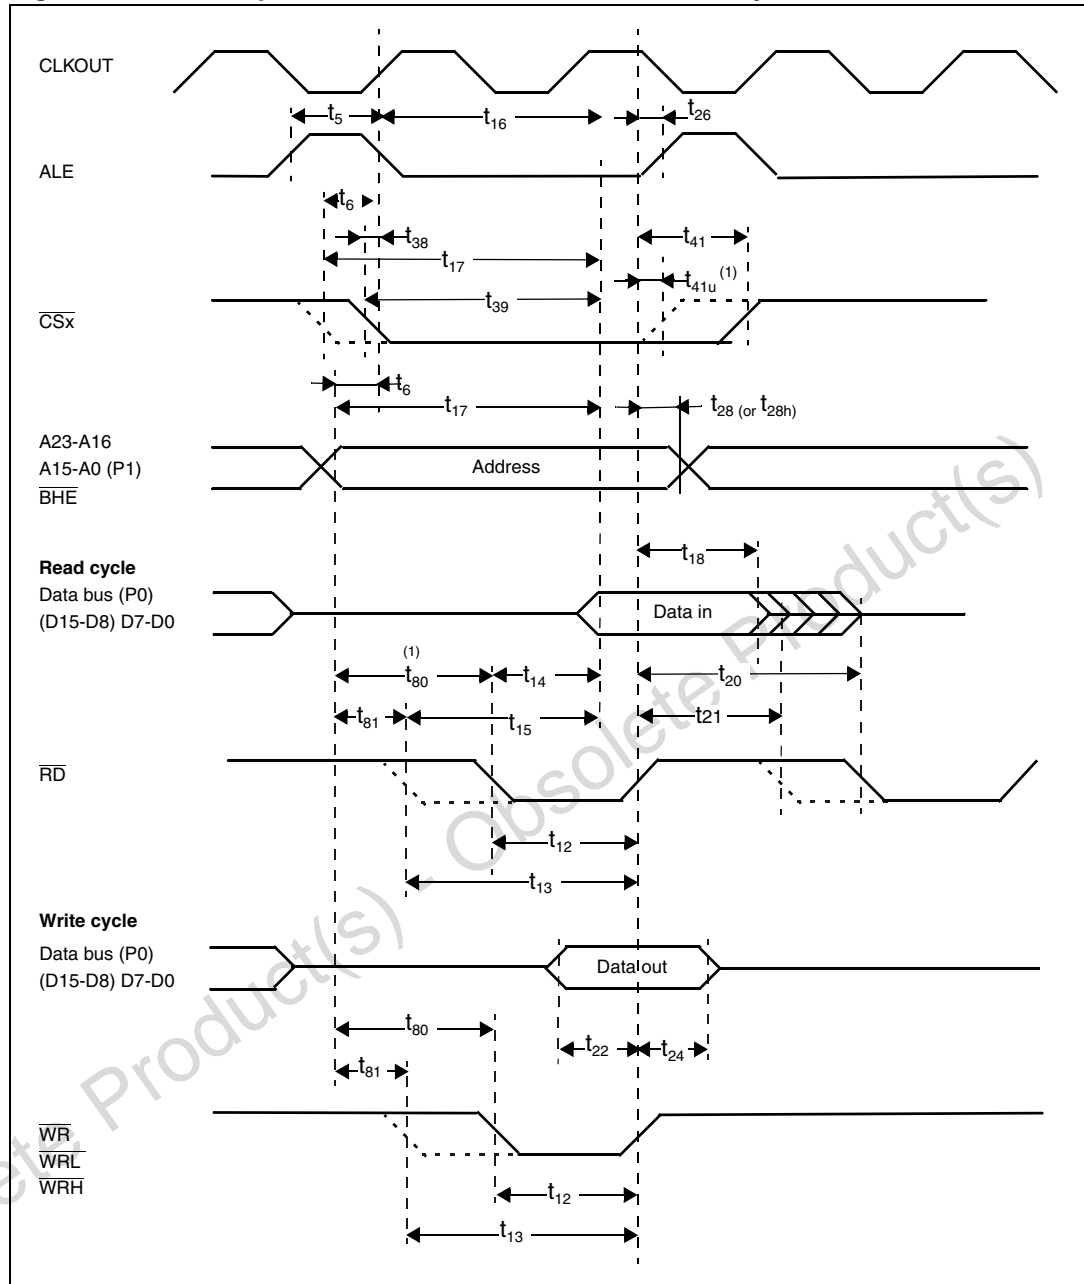 CLKOUT
t5
t16
t26
ALE
t6
t38
t41
t17
t41u (1)
t39
CSx
t6
t17
t28 (or t28h)
A23-A16
A15-A0 (P1)
Address
BHE
t18
Read cycle
Data bus (P0)
Data in
(D15-D8) D7-D0
(1)
t80
t14
t20
t81
t15
t21
RD
t12
t13
Write cycle
Data bus (P0)
Data out
(D15-D8) D7-D0
t80
t22
t24
t81
WR
WRL
WRH
t12
t13
ete Product(s) - Obsolete Product(s)